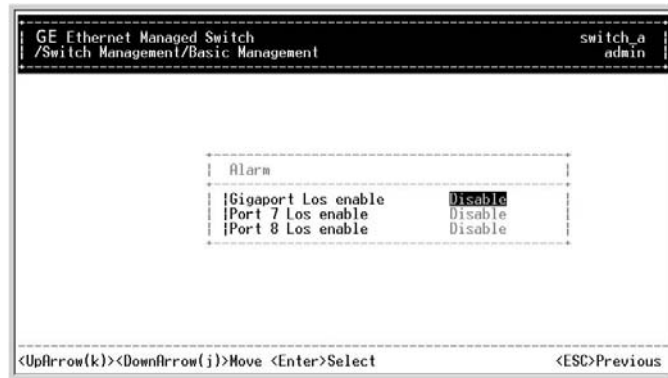 GE Ethernet Managed Switch switch_a
/Switch Management/Basic Management admin
Alarm
Gigaport Los enable Disable
Port 7 Los enable Disable
Port 8 Los enable Disable
<UpArrow(k)><DownArrow(j)>Move <Enter>Select <ESC>Previous